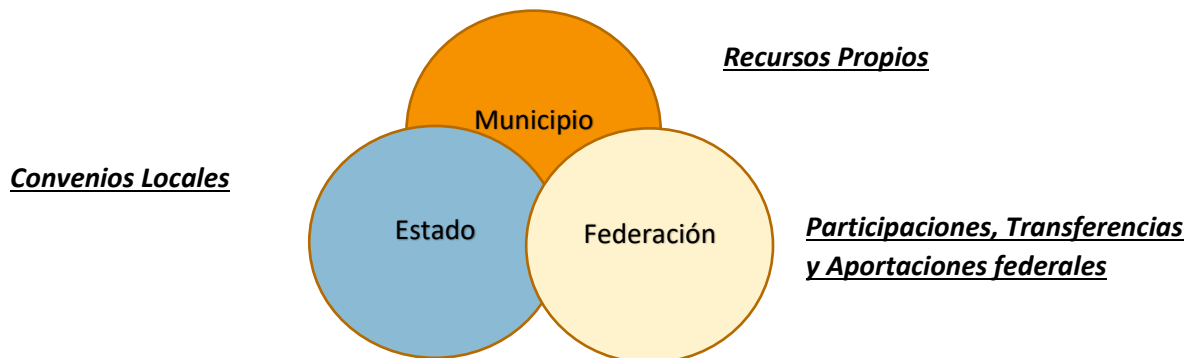 Recursos Propios
Municipio
Convenios Locales
Estado
Federación
Participaciones, Transferencias
y Aportaciones federales